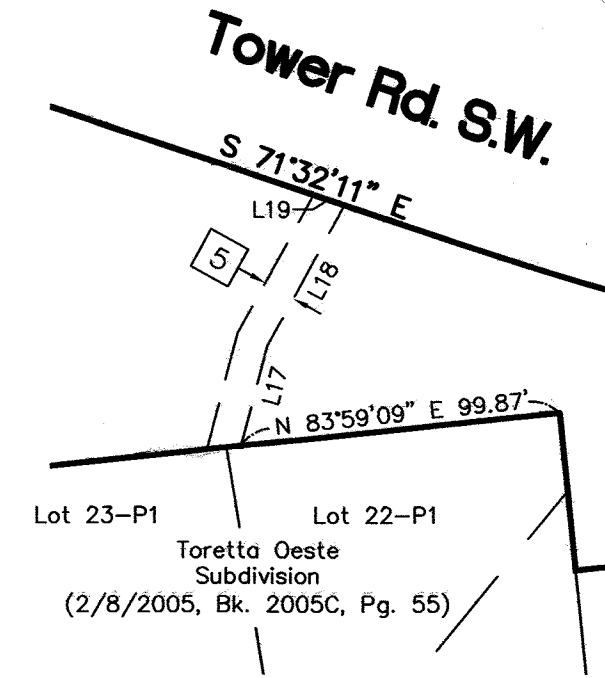 Tower Rd. S.W.
S 71°32'11" E
L19
5
L18
L17
N 83°59'09" E 99.87'
Lot 23-P1
Lot 22-P1
Toretta Oeste
Subdivision
(2/8/2005, Bk. 2005C, Pg. 55)